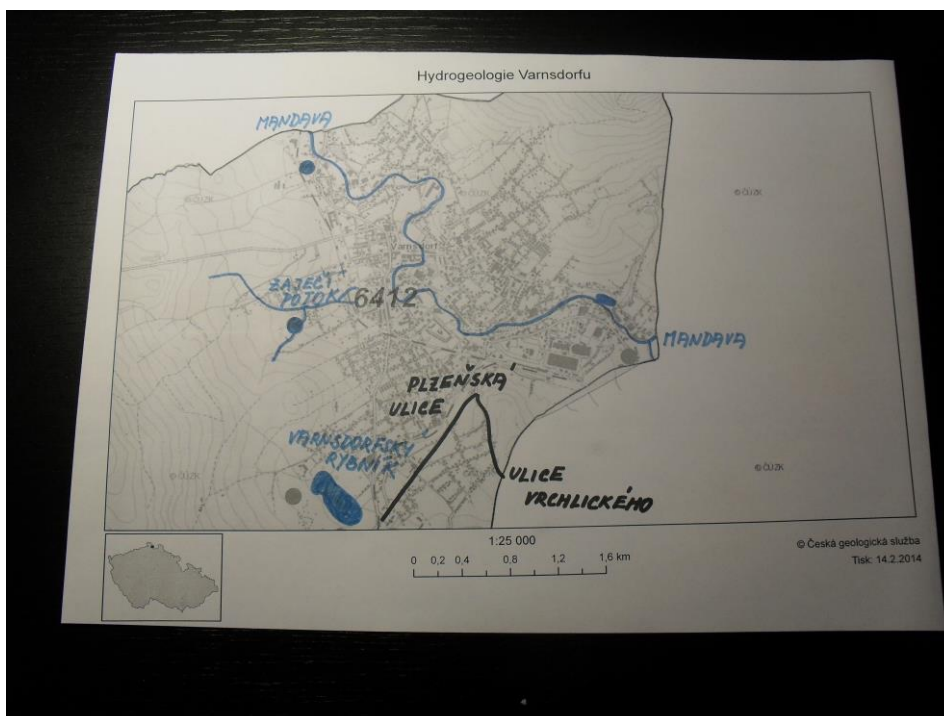 Hydrogeologie Varnsdorfu
MANDAVA
© ČÚZK
© ČÚZK
Varnsdorf
ZAJEČÍ
POTOK
6412
MANDAVA
PLZEŇSKÁ
ULICE
VARNSDORFSKÝ
RYBNÍK
© ČÚZK
© ČÚZK
ULICE
VRCHLICKÉHO
1:25 000
0 0,2 0,4 0,8 1,2 1,6 km
© Česká geologická služba
Tisk: 14.2.2014